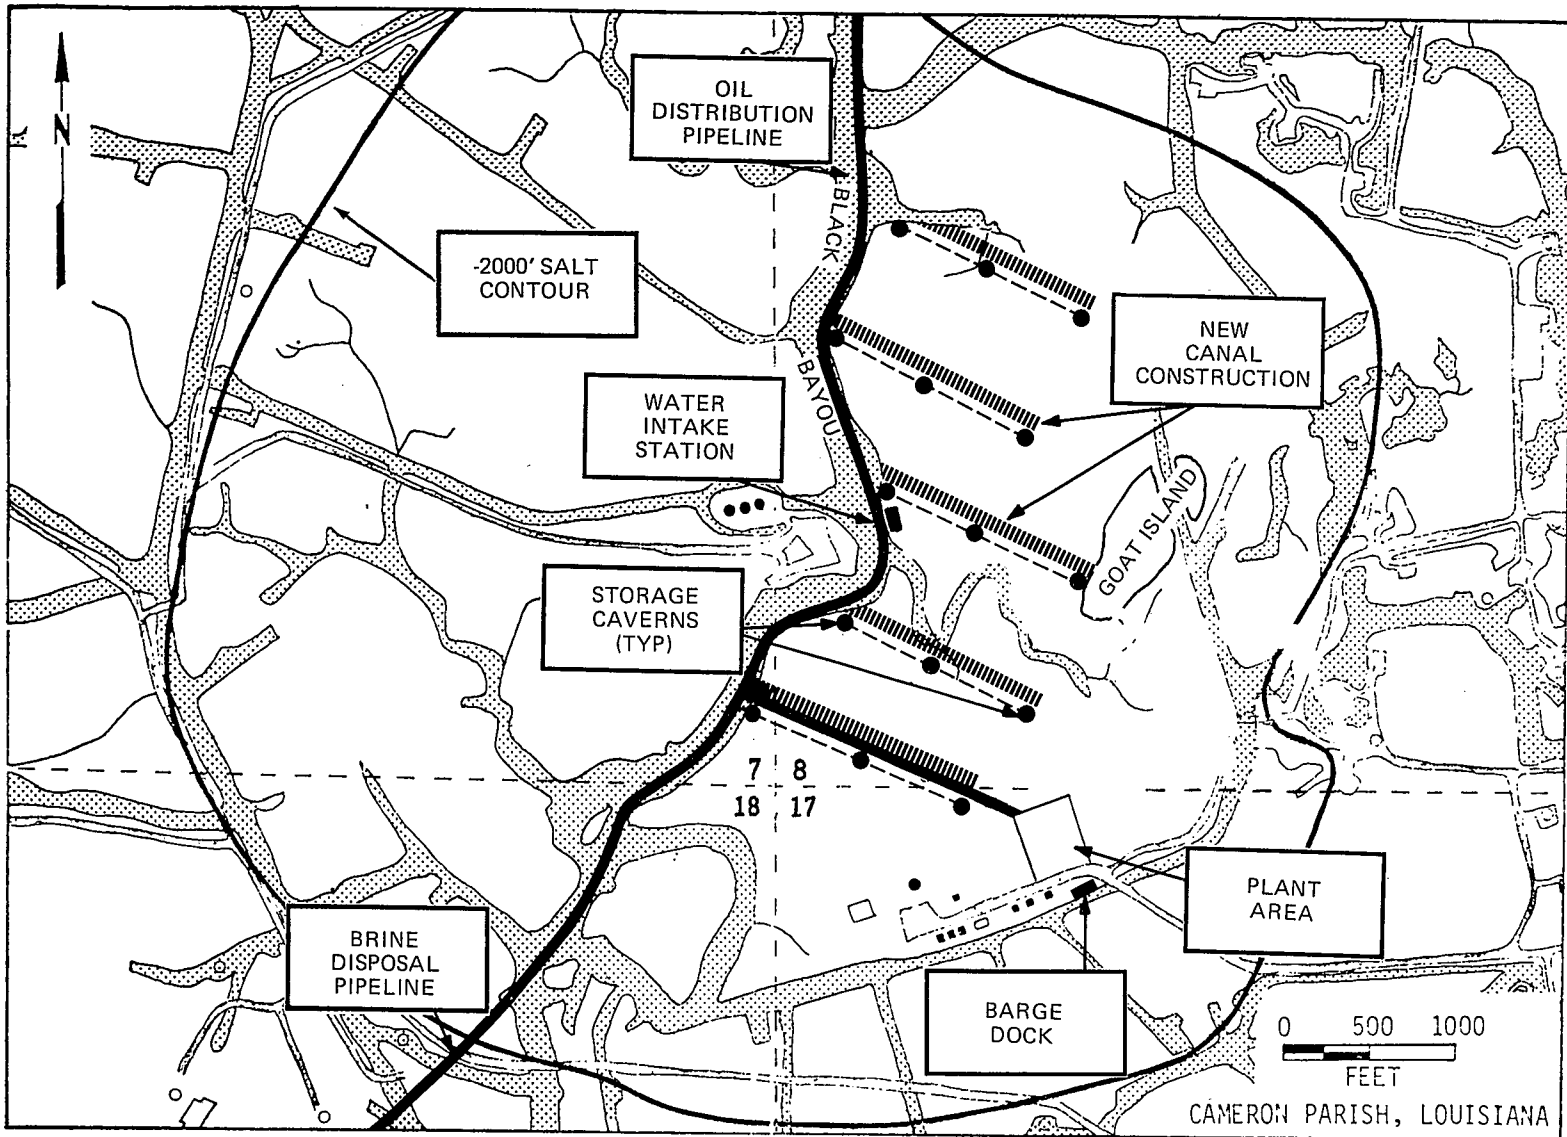 N
OIL
DISTRIBUTION
PIPELINE
BLACK
BAYOU
-2000' SALT
CONTOUR
NEW
CANAL
CONSTRUCTION
WATER
INTAKE
STATION
GOAT ISLAND
STORAGE
CAVERNS
(TYP)
7 8
18 17
PLANT
AREA
BRINE
DISPOSAL
PIPELINE
BARGE
DOCK
0 500 1000
FEET
CAMERON PARISH, LOUISIANA